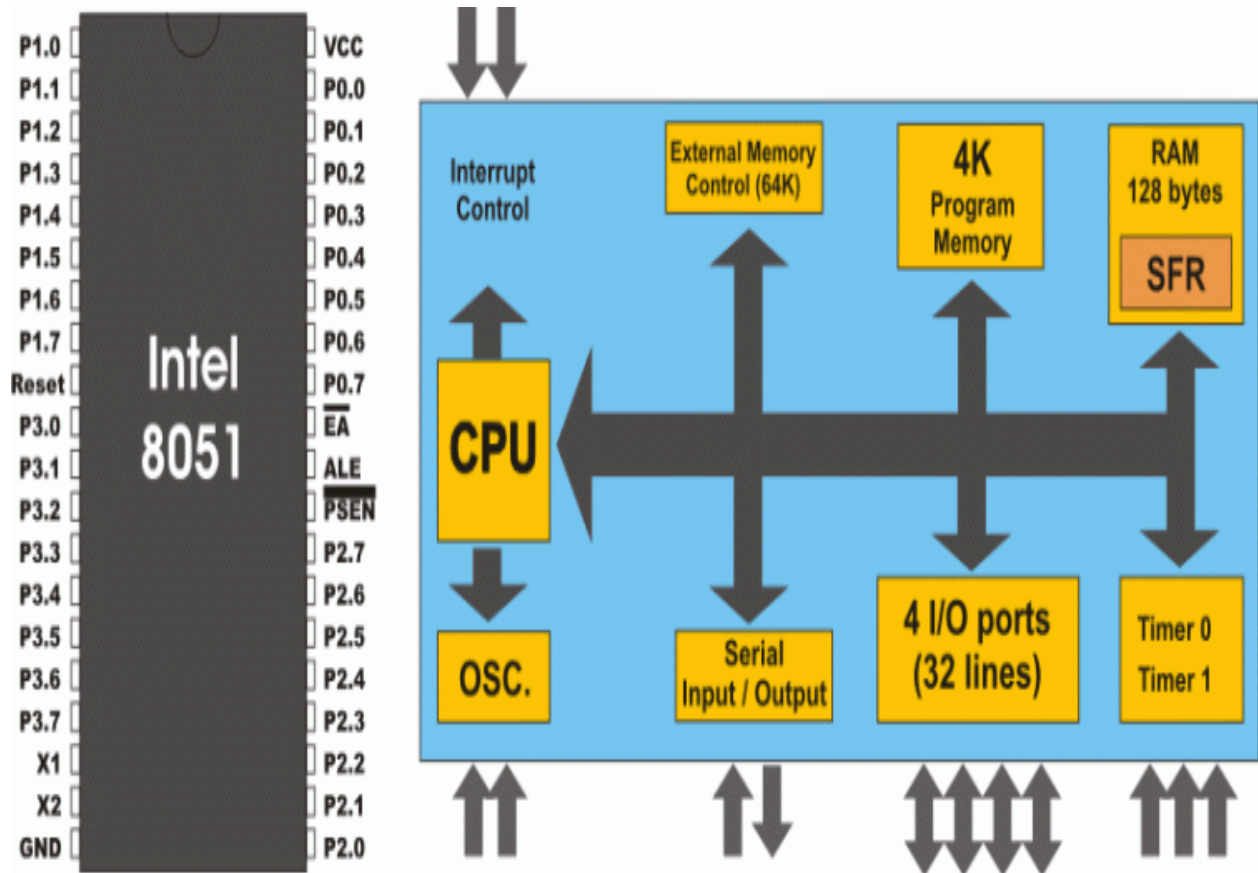 P1.0
P1.1
P1.2
P1.3
P1.4
P1.5
P1.6
P1.7
Reset
P3.0
P3.1
P3.2
P3.3
P3.4
P3.5
P3.6
P3.7
X1
X2
GND
Intel
8051
VCC
P0.0
P0.1
P0.2
P0.3
P0.4
P0.5
P0.6
P0.7
EA
ALE
PSEN
P2.7
P2.6
P2.5
P2.4
P2.3
P2.2
P2.1
P2.0
Interrupt
Control
External Memory
Control (64K)
4K
Program
Memory
RAM
128 bytes
SFR
CPU
OSC.
Serial
Input / Output
4 I/O ports
(32 lines)
Timer 0
Timer 1